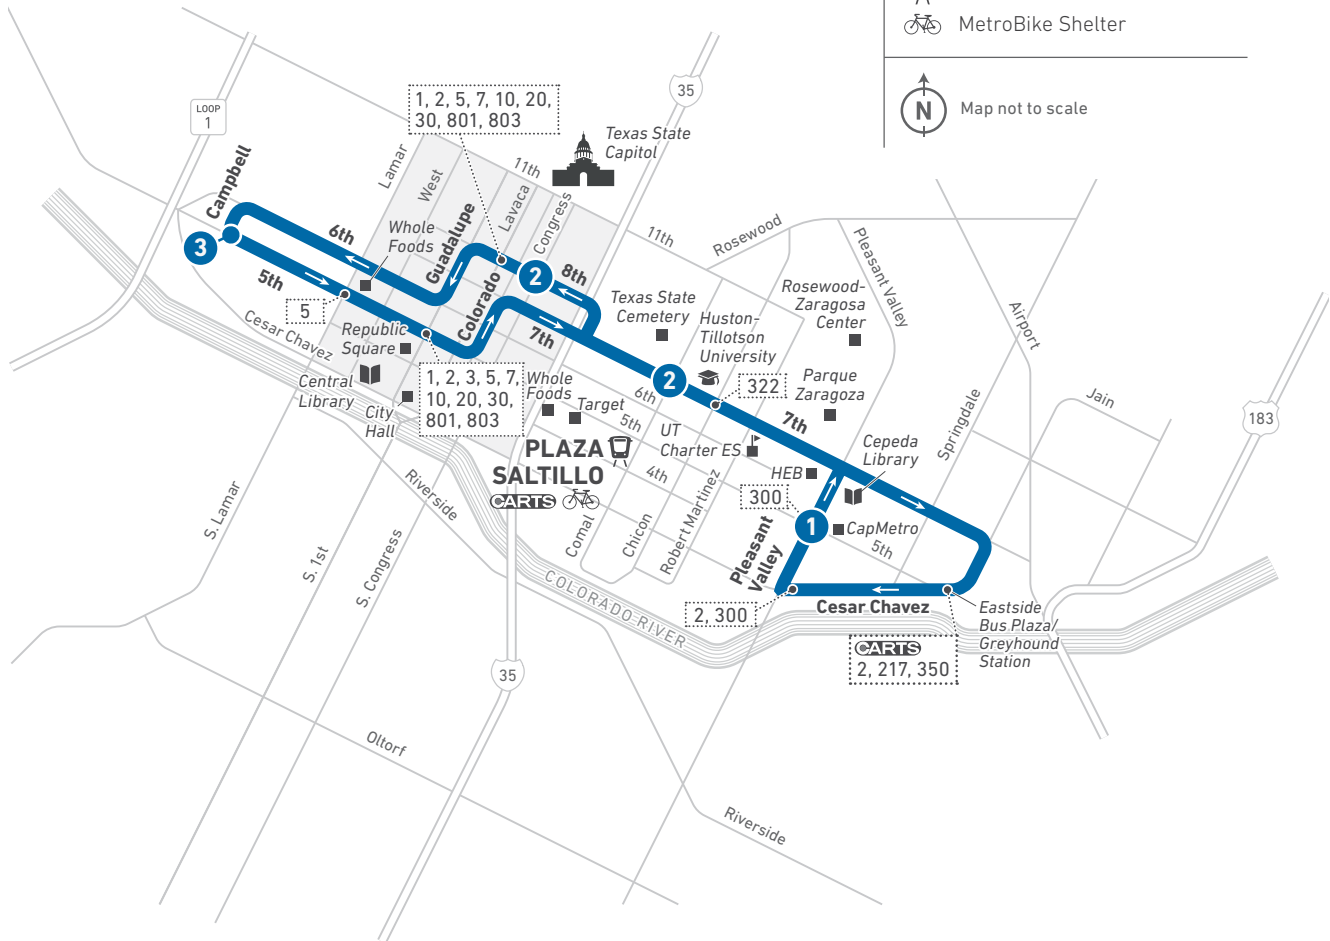 MetroBike Shelter
N
Map not to scale
LOOP
1
35
1, 2, 5, 7, 10, 20,
30, 801, 803
Texas State
Capitol
Lamar
West
11th
Lavaca
Congress
Campbell
3
6th
Whole
Foods
Guadalupe
2
8th
11th
Rosewood
Pleasant Valley
5th
5
Colorado
7th
Texas State
Cemetery
Huston-
Tillotson
University
Rosewood-
Zaragosa
Center
Airport
Cesar Chavez
Republic
Square
Central
Library
City
Hall
1, 2, 3, 5, 7,
10, 20, 30,
801, 803
Whole
Foods
Target
6th
5th
4th
2
322
7th
Parque
Zaragoza
Jain
183
Springdale
PLAZA
SALTILLO
CARTS
UT
Charter ES
HEB
Cepeda
Library
300
1
CapMetro
5th
Riverside
S. Lamar
S. 1st
S. Congress
Comal
Chicon
Robert Martinez
Pleasant
Valley
COLORADO RIVER
2, 300
Cesar Chavez
Eastside
Bus Plaza/
Greyhound
Station
CARTS
2, 217, 350
35
Oltorf
Riverside